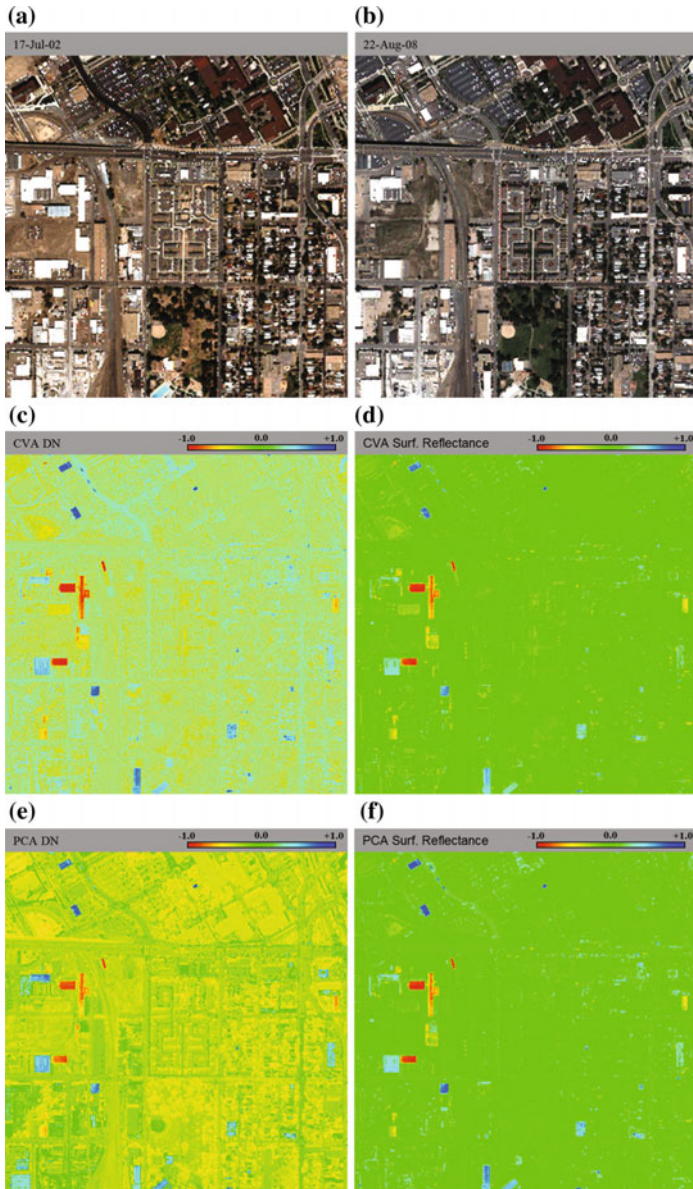 (a)
17-Jul-02
(b)
22-Aug-08
(c)
CVA DN
-1.0 0.0 +1.0
(d)
CVA Surf. Reflectance
-1.0 0.0 +1.0
(e)
PCA DN
-1.0 0.0 +1.0
(f)
PCA Surf. Reflectance
-1.0 0.0 +1.0